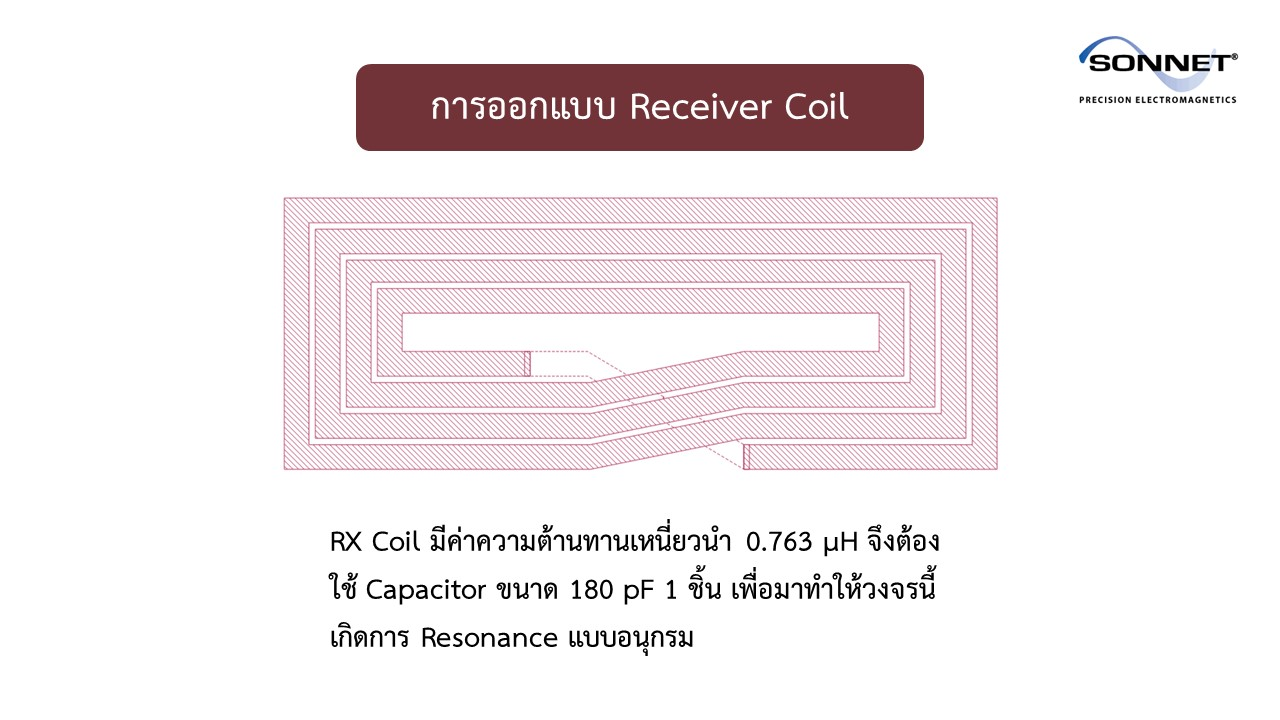 SONNET®
PRECISION ELECTROMAGNETICS
การออกแบบ Receiver Coil
RX Coil มีค่าความต้านทานเหนี่ยวนำ 0.763 µH จึงต้อง
ใช้ Capacitor ขนาด 180 pF 1 ชิ้น เพื่อมาทำให้วงจรนี้
เกิดการ Resonance แบบอนุกรม